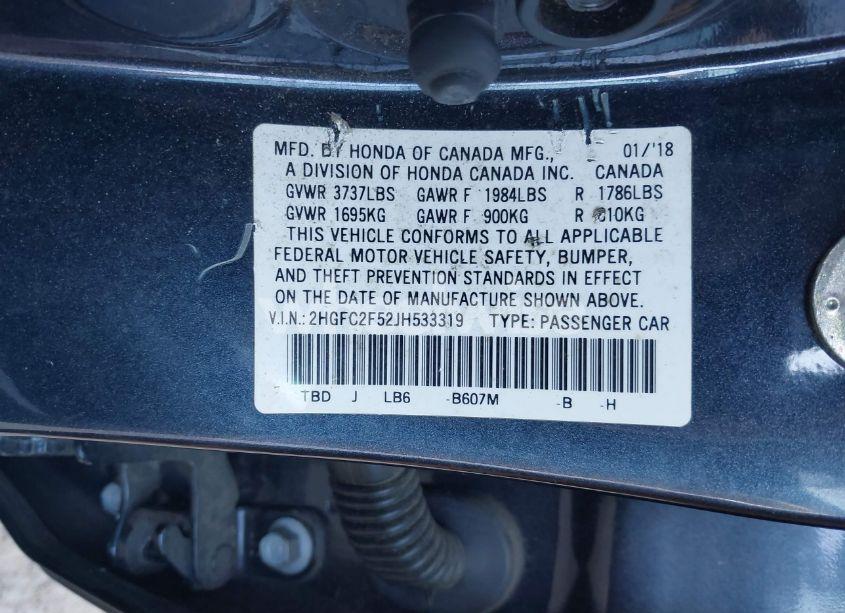 MFD. BY HONDA OF CANADA MFG., 01/'18
A DIVISION OF HONDA CANADA INC. CANADA
GVWR 3737LBS GAWR F 1984LBS R 1786LBS
GVWR 1695KG GAWR F 900KG R 810KG
THIS VEHICLE CONFORMS TO ALL APPLICABLE
FEDERAL MOTOR VEHICLE SAFETY, BUMPER,
AND THEFT PREVENTION STANDARDS IN EFFECT
ON THE DATE OF MANUFACTURE SHOWN ABOVE.
V.I.N.: 2HGFC2F52JH533319 TYPE: PASSENGER CAR
TBD J LB6 -B607M -B -H